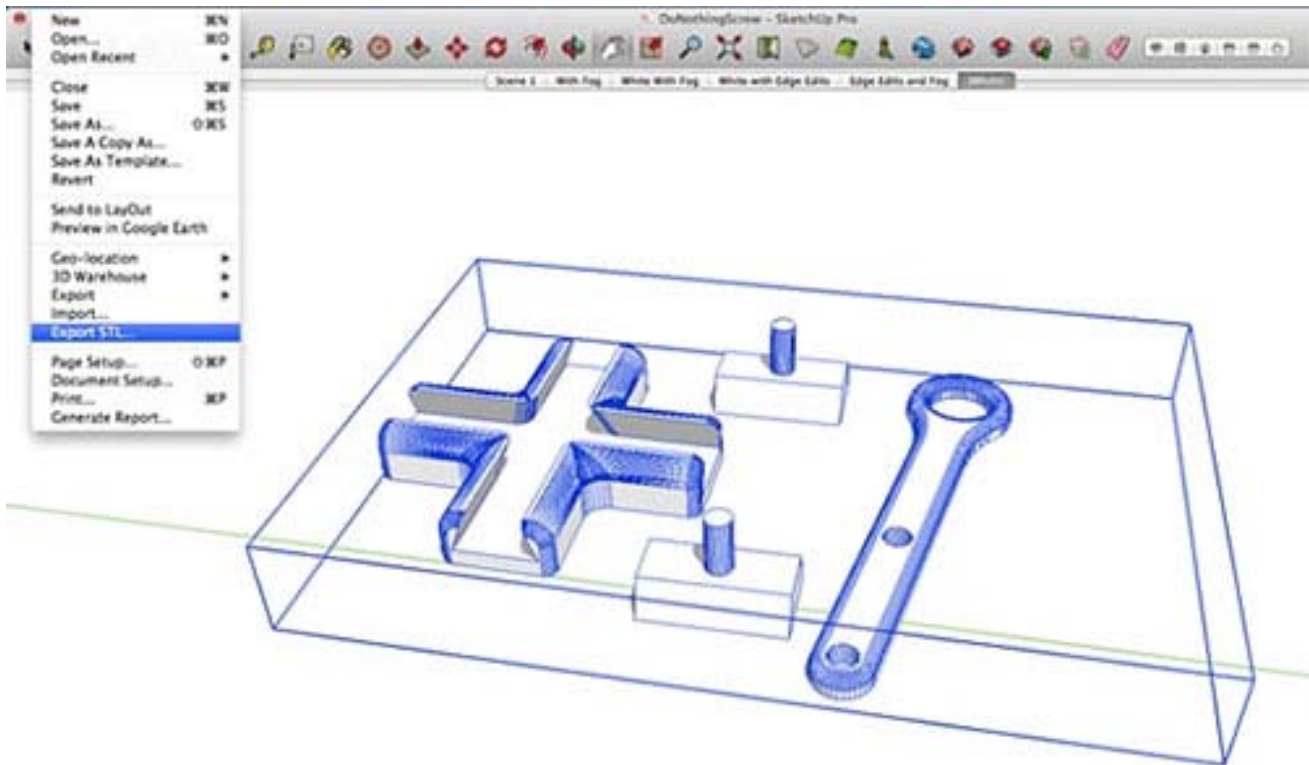 DoNothingScrew - SketchUp Pro
Scene 1 With Fog White With Fog White with Edge Edits Edge Edits and Fog
New ⌘N
Open... ⌘O
Open Recent
Close ⌘W
Save ⌘S
Save As... ⇧⌘S
Save A Copy As...
Save As Template...
Revert
Send to LayOut
Preview in Google Earth
Geo-location
3D Warehouse
Export
Import...
Export STL...
Page Setup... ⇧⌘P
Document Setup...
Print... ⌘P
Generate Report...